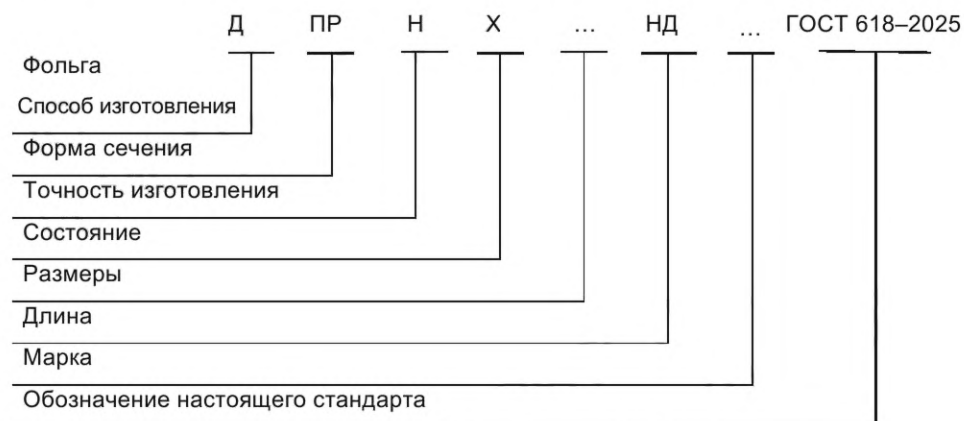 Д ПР Н Х ... НД ... ГОСТ 618–2025
Фольга
Способ изготовления
Форма сечения
Точность изготовления
Состояние
Размеры
Длина
Марка
Обозначение настоящего стандарта